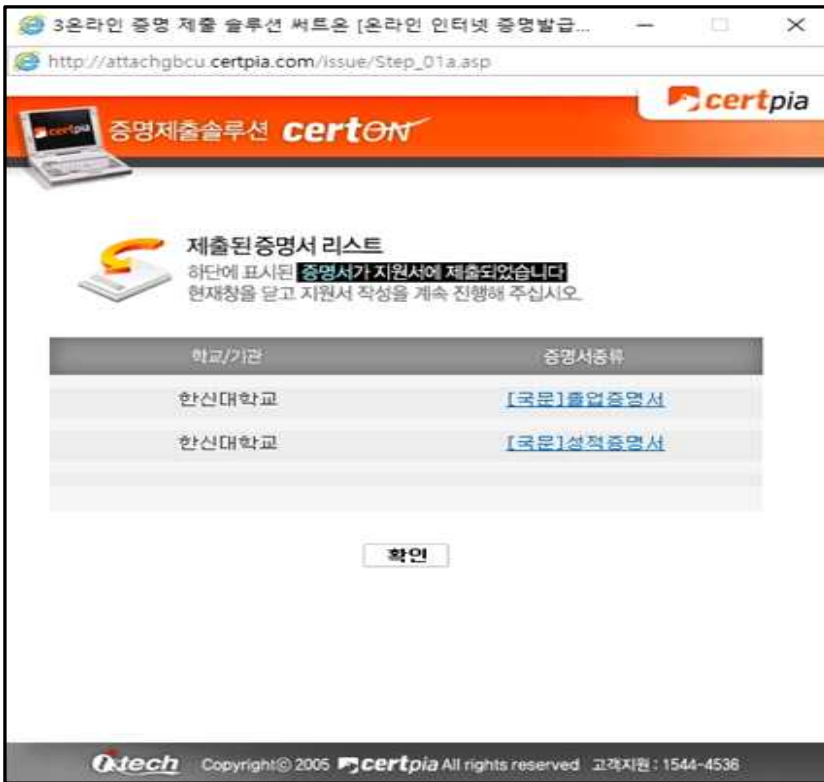 3온라인 증명 제출 솔루션 써트온 [온라인 인터넷 증명발급...
http://attachgbcu.certpia.com/issue/Step_01a.asp
certpia
certpia
증명제출솔루션 certON
제출된 증명서 리스트
하단에 표시된 증명서가 지원서에 제출되었습니다
현재창을 닫고 지원서 작성을 계속 진행해 주십시오.
학교/기관 증명서종류
한신대학교 [국문]졸업증명서
한신대학교 [국문]성적증명서
확인
itech Copyright© 2005 certpia All rights reserved 고객지원 : 1544-4536